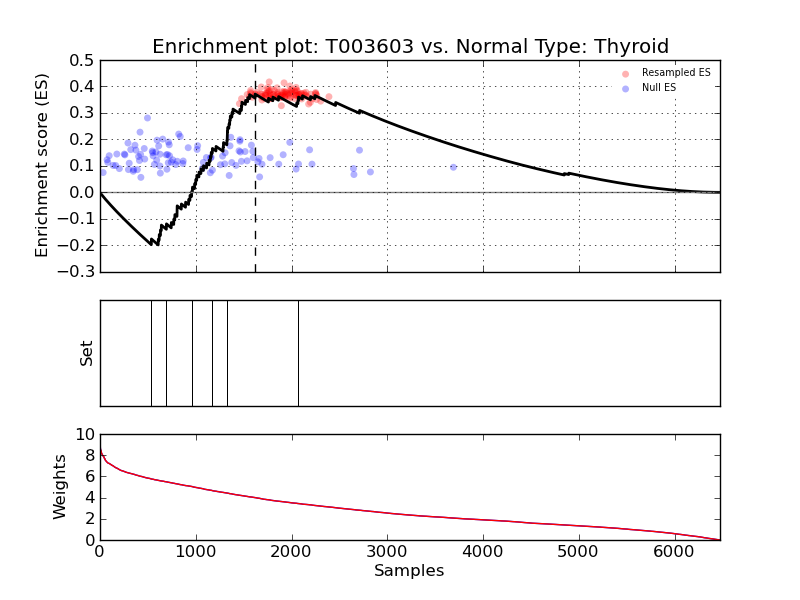 Enrichment plot: T003603 vs. Normal Type: Thyroid
Enrichment score (ES)
0.5
0.4
0.3
0.2
0.1
0.0
−0.1
−0.2
−0.3
Resampled ES
Null ES
Set
Weights
10
8
6
4
2
0
0 1000 2000 3000 4000 5000 6000
Samples